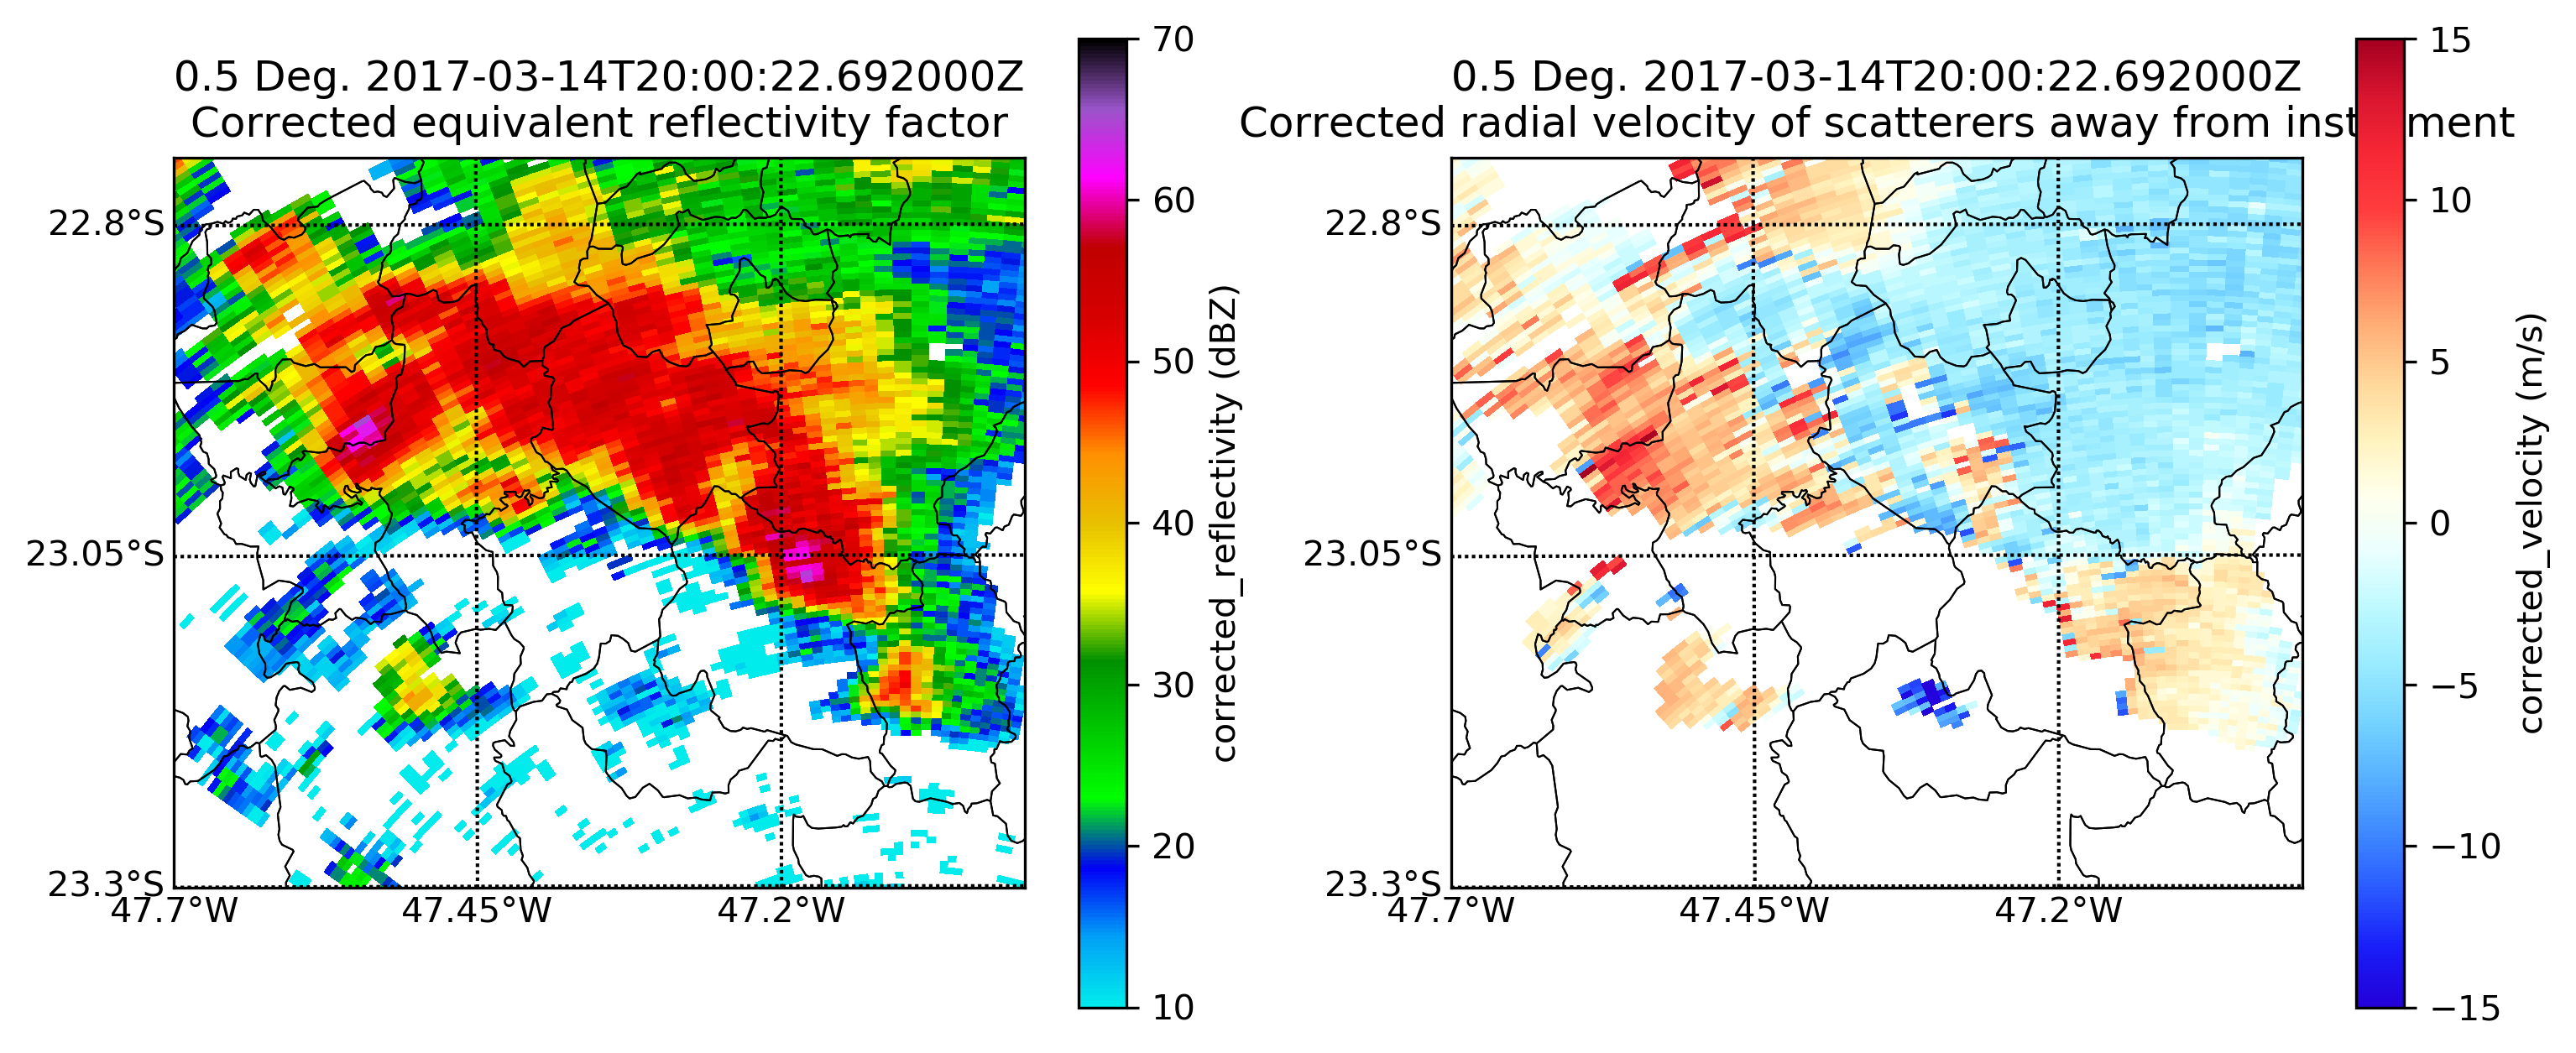 0.5 Deg. 2017-03-14T20:00:22.692000Z
Corrected equivalent reflectivity factor
22.8°S
23.05°S
23.3°S
47.7°W
47.45°W
47.2°W
70
60
50
40
30
20
10
corrected_reflectivity (dBZ)
0.5 Deg. 2017-03-14T20:00:22.692000Z
Corrected radial velocity of scatterers away from inst ment
22.8°S
23.05°S
23.3°S
47.7°W
47.45°W
47.2°W
15
10
5
0
−5
−10
−15
corrected_velocity (m/s)